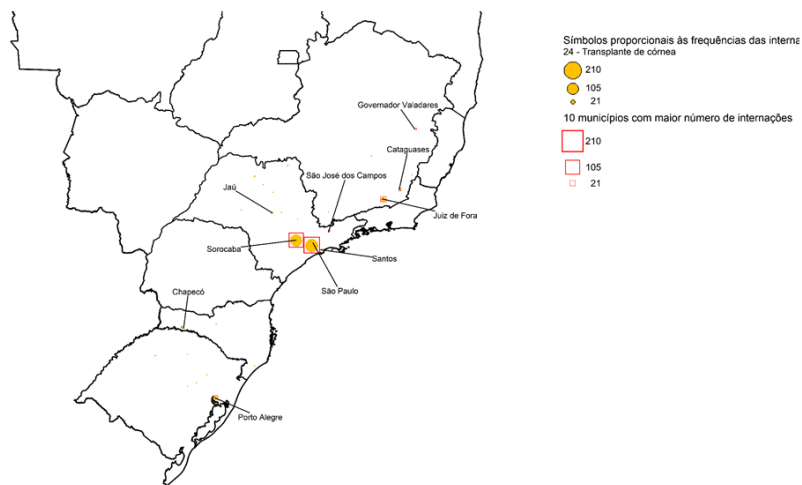 Símbolos proporcionais às frequências das interna
24 - Transplante de córnea
210
105
21
10 municípios com maior número de internações
210
105
21
Governador Valadares
Cataguases
São José dos Campos
Jaú
Juiz de Fora
Sorocaba
Santos
São Paulo
Chapecó
Porto Alegre